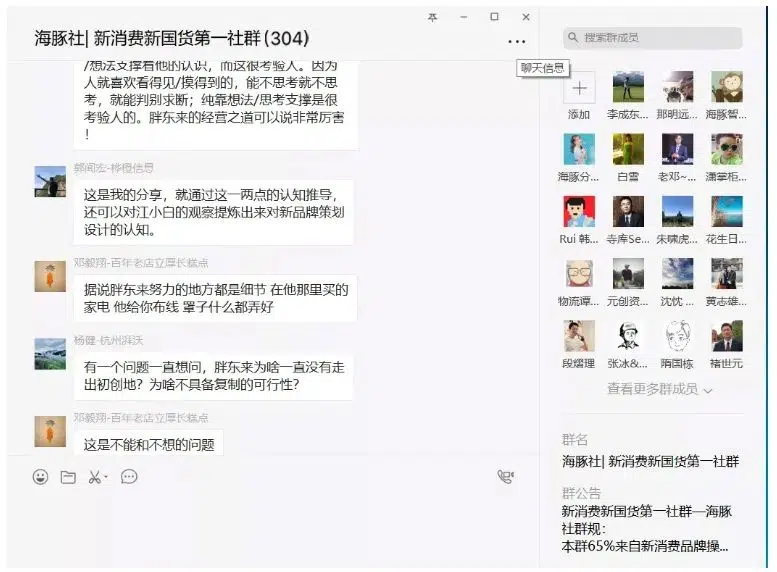 海豚社| 新消费新国货第一社群(304)
聊天信息
/想法支撑着他的认识，而这很考验人。因为
人就喜欢看得见/摸得到的，能不思考就不思
考，就能判别求断；纯靠想法/思考支撑是很
考验人的。胖东来的经营之道可以说非常厉害
！
郭闻宏-桦橙信息
这是我的分享，就通过这一两点的认知推导，
还可以对江小白的观察提炼出来对新品牌策划
设计的认知。
邓毅翔-百年老店立厚长糕点
据说胖东来努力的地方都是细节 在他那里买的
家电 他给你布线 罩子什么都弄好
杨健-杭州湃沃
有一个问题一直想问，胖东来为啥一直没有走
出初创地？为啥不具备复制的可行性？
邓毅翔-百年老店立厚长糕点
这是不能和不想的问题
搜索群成员
添加 李成东... 那明远... 海豚智...
海豚分... 白雪 老邓~... 潇掌柜...
Rui 韩... 寺库Se... 朱啸虎... 花生日...
物流谭... 元创资... 沈忱 ... 黄志雄...
段熠理 张冰&... 隋国栋 褚世元
查看更多群成员
群名
海豚社| 新消费新国货第一社群
群公告
新消费新国货第一社群—海豚
社群规：
本群65%来自新消费品牌操...